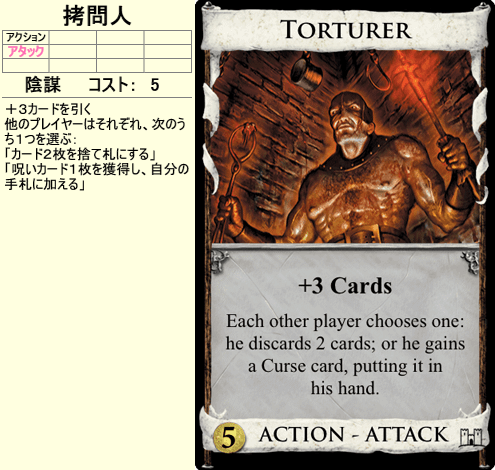 拷問人
アクション
アタック
陰謀 コスト: 5
+3カードを引く
他のプレイヤーはそれぞれ、次のう
ち1つを選ぶ:
「カード2枚を捨て札にする」
「呪いカード1枚を獲得し、自分の
手札に加える」
TORTURER
+3 Cards
Each other player chooses one:
he discards 2 cards; or he gains
a Curse card, putting it in
his hand.
5 ACTION - ATTACK